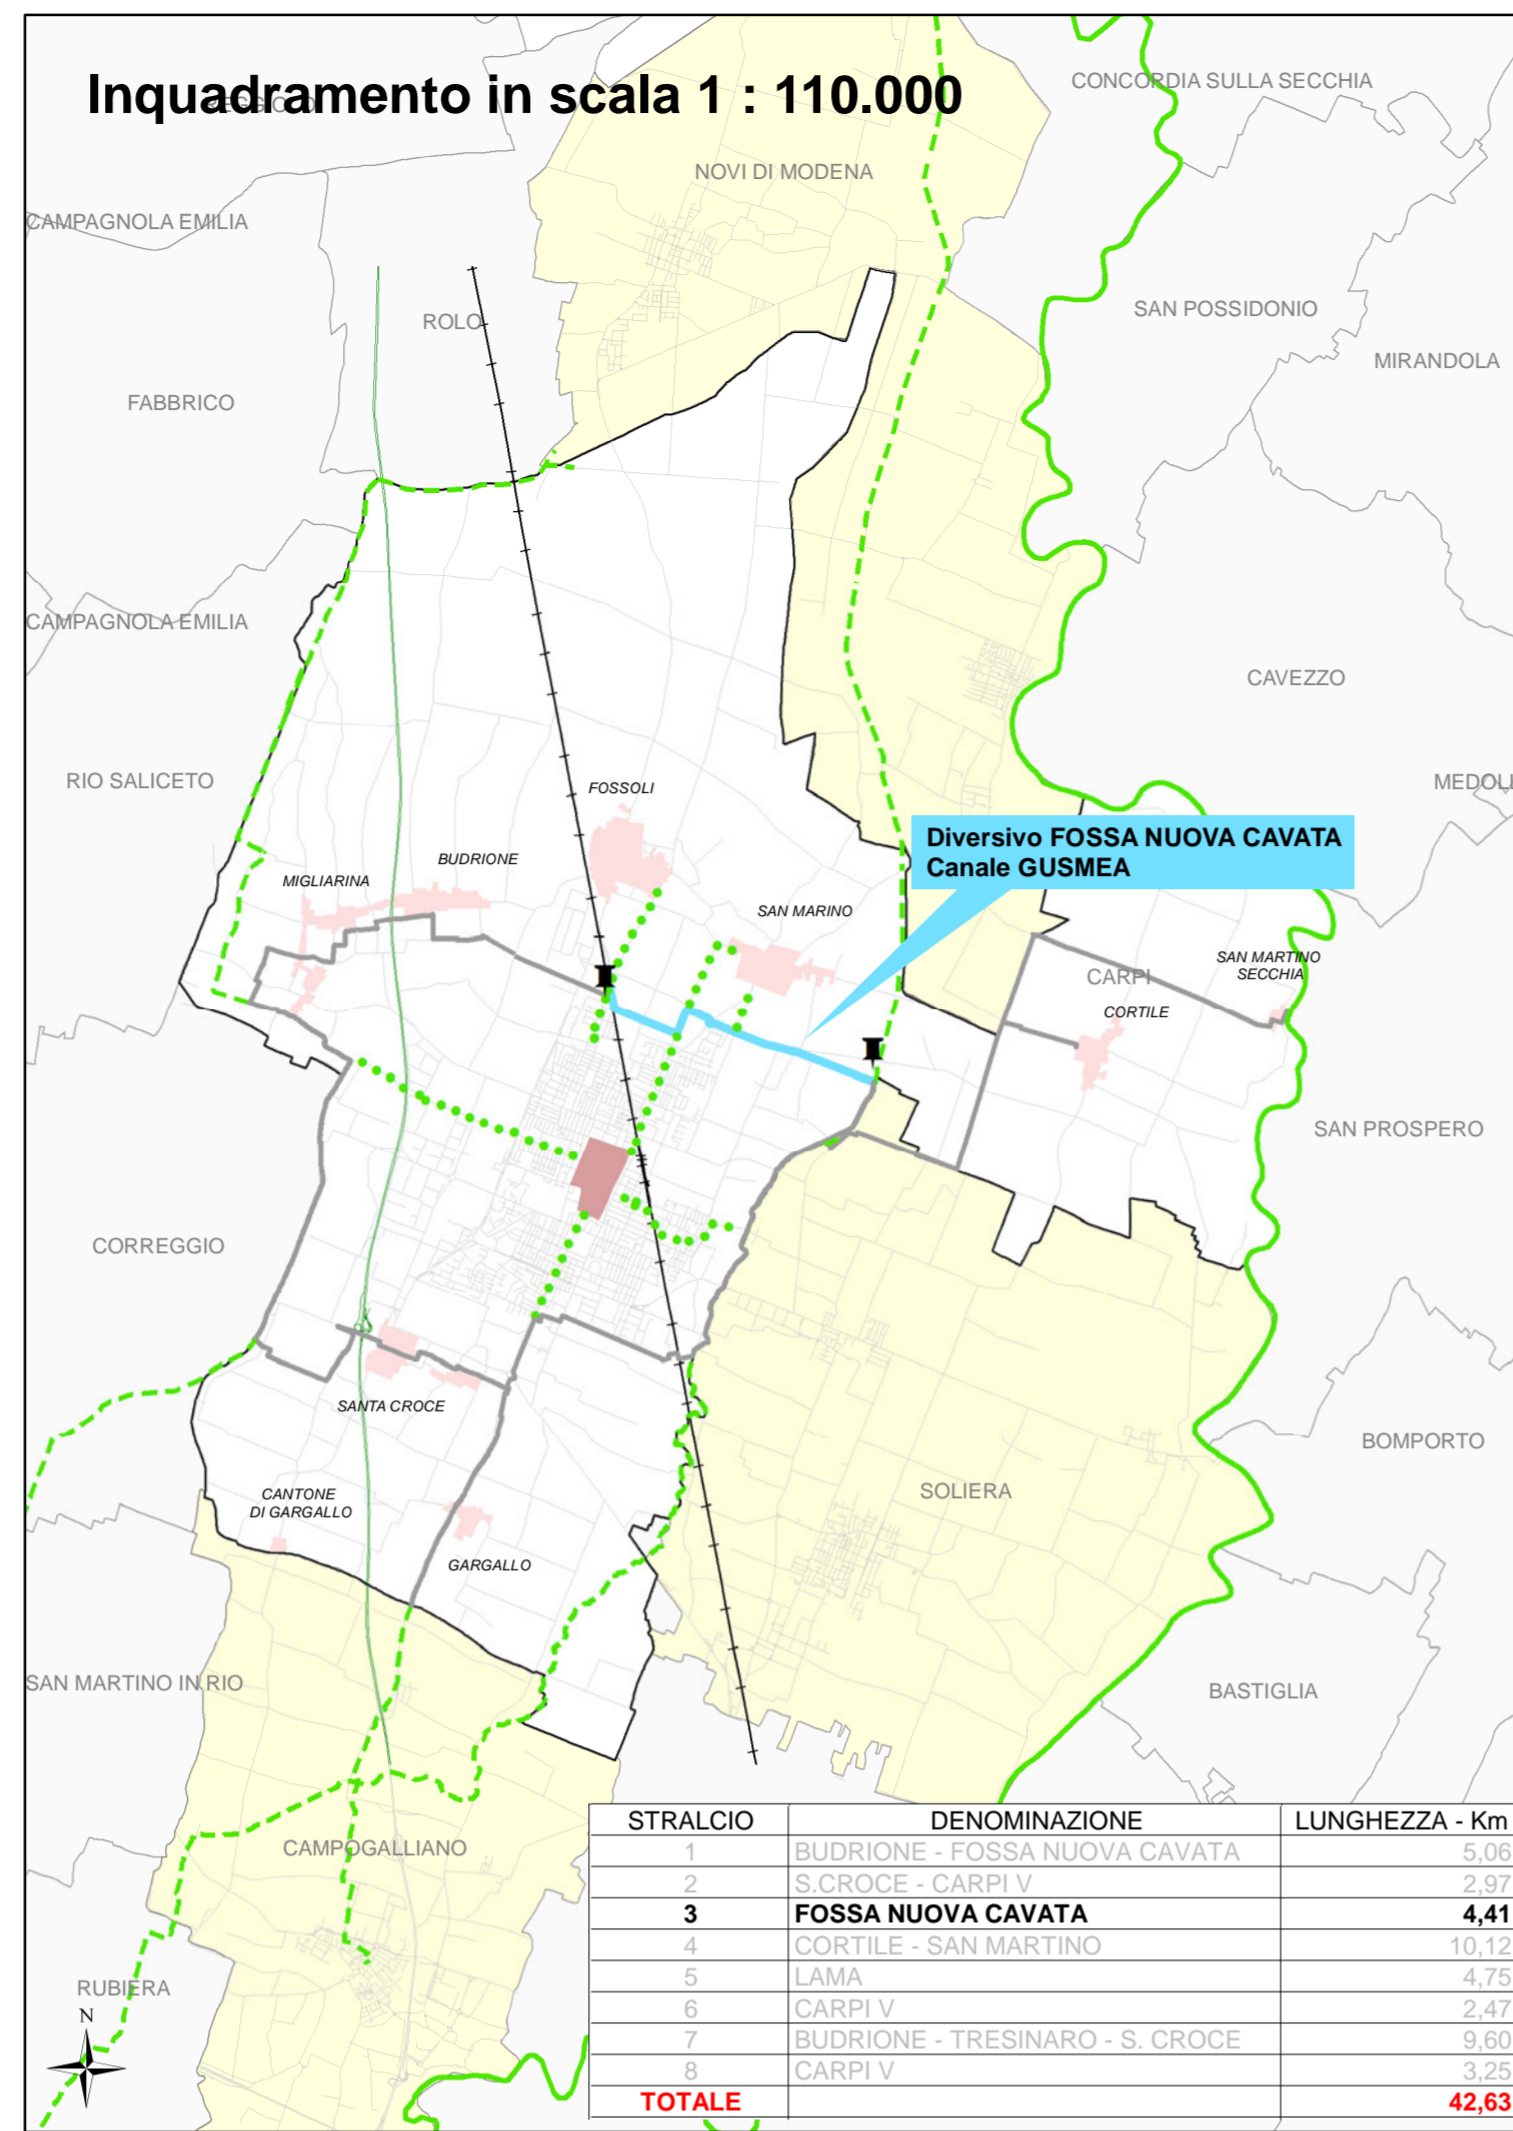 Inquadramento in scala 1 : 110.000
CONCORDIA SULLA SECCHIA
NOVI DI MODENA
CAMPAGNOLA EMILIA
SAN POSSIDONIO
ROLO
MIRANDOLA
FABBRICO
CAMPAGNOLA EMILIA
CAVEZZO
RIO SALICETO
FOSSOLI
Diversivo FOSSA NUOVA CAVATA
Canale GUSMEA
BUDRIONE
MIGLIARINA
SAN MARINO
SAN MARTINO
SECCHIA
CARPI
CORTILE
SAN PROSPERO
CORREGGIO
SANTA CROCE
BOMPORTO
SOLIERA
CANTONE
DI GARGALLO
GARGALLO
SAN MARTINO IN RIO
BASTIGLIA
CAMPOGALLIANO
RUBIERA
N
STRALCIO DENOMINAZIONE LUNGHEZZA - Km
1 BUDRIONE - FOSSA NUOVA CAVATA 5,06
2 S.CROCE - CARPI V 2,97
3 FOSSA NUOVA CAVATA 4,41
4 CORTILE - SAN MARTINO 10,12
5 LAMA 4,75
6 CARPI V 2,47
7 BUDRIONE - TRESINARO - S. CROCE 9,60
8 CARPI V 3,25
TOTALE 42,63